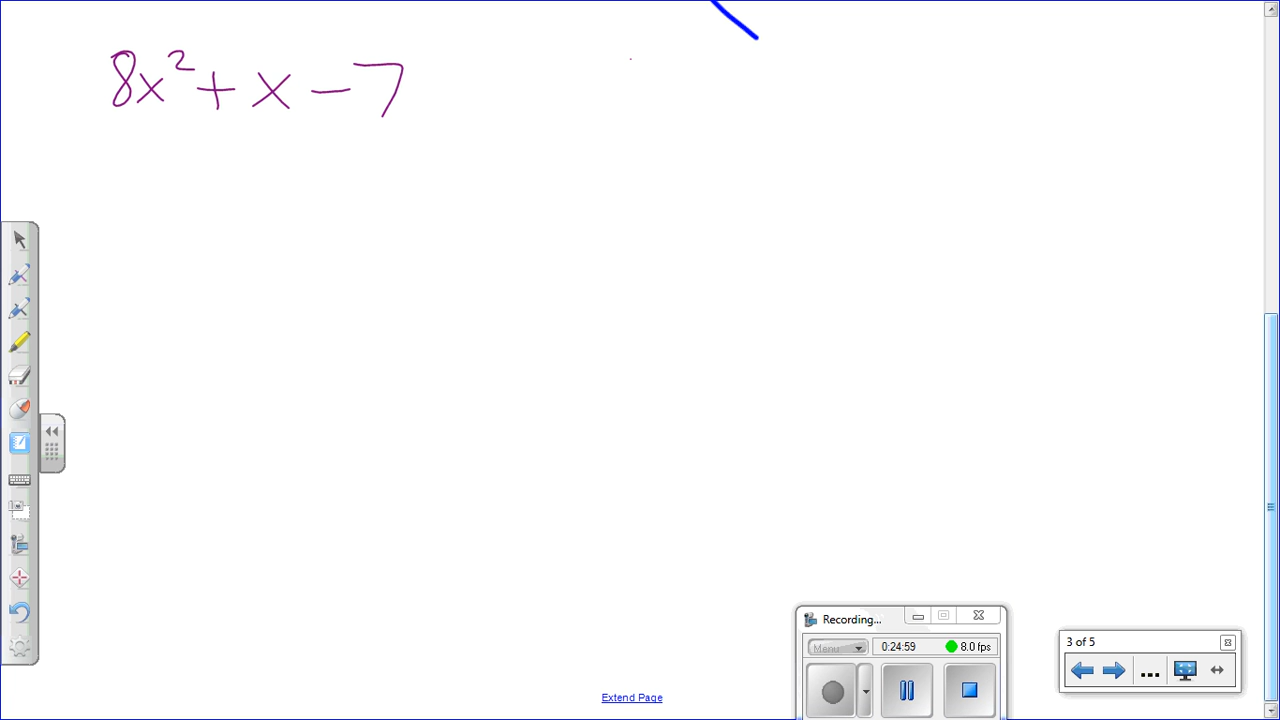 8x² + x − 7
Recording...
Menu
0:24:59
8.0 fps
3 of 5
...
Extend Page